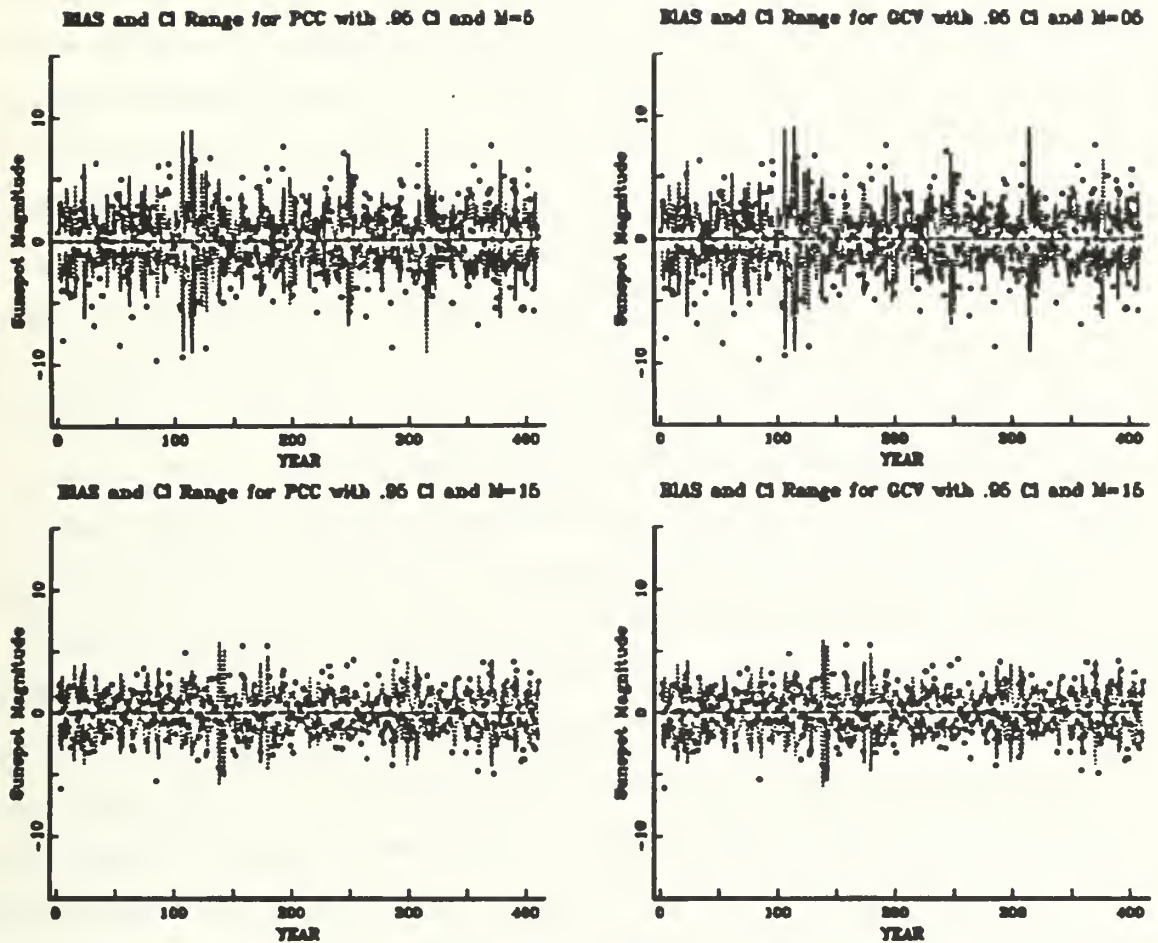 BIAS and CI Range for PCC with .95 CI and M=5
BIAS and CI Range for GCV with .95 CI and M=05
Sunspot Magnitude
10
0
-10
0
100
200
300
400
YEAR
Sunspot Magnitude
10
0
-10
0
100
200
300
400
YEAR
BIAS and CI Range for PCC with .95 CI and M=15
BIAS and CI Range for GCV with .95 CI and M=15
Sunspot Magnitude
10
0
-10
0
100
200
300
400
YEAR
Sunspot Magnitude
10
0
-10
0
100
200
300
400
YEAR